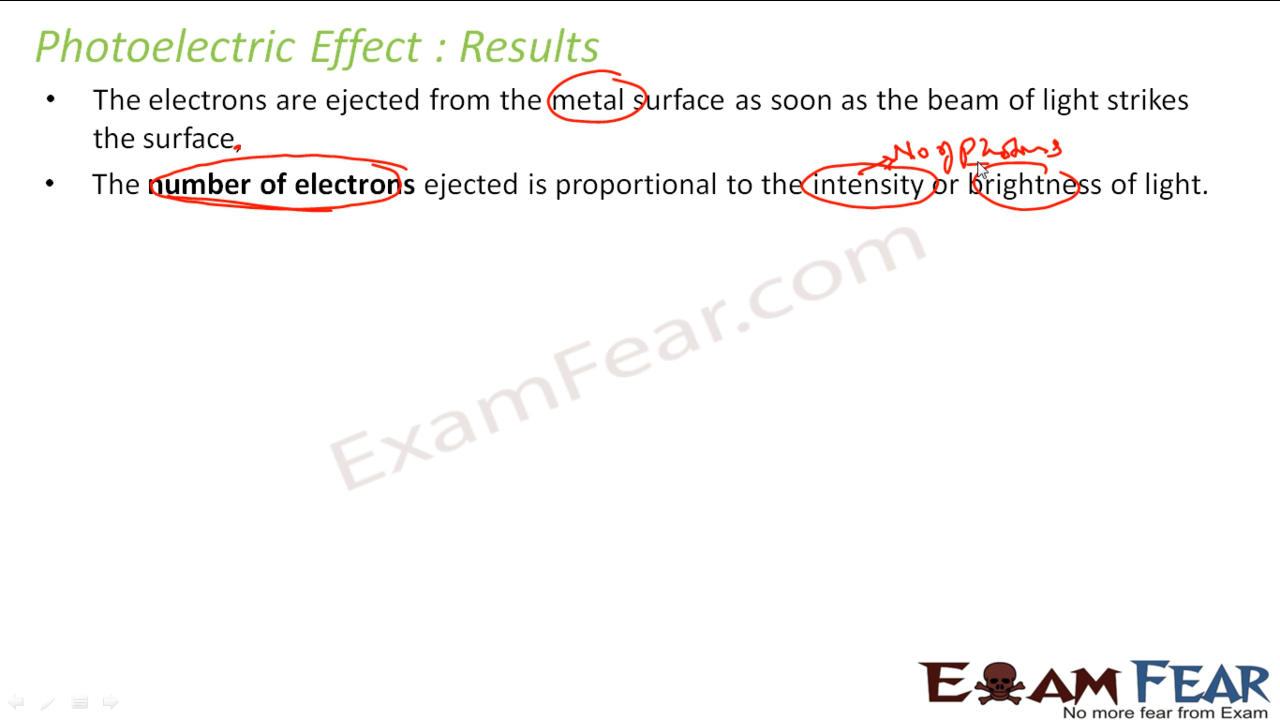 Photoelectric Effect : Results
• The electrons are ejected from the metal surface as soon as the beam of light strikes
the surface.
No of Photons
• The number of electrons ejected is proportional to the intensity or brightness of light.
ExamFear.com
EXAM FEAR
No more fear from Exam